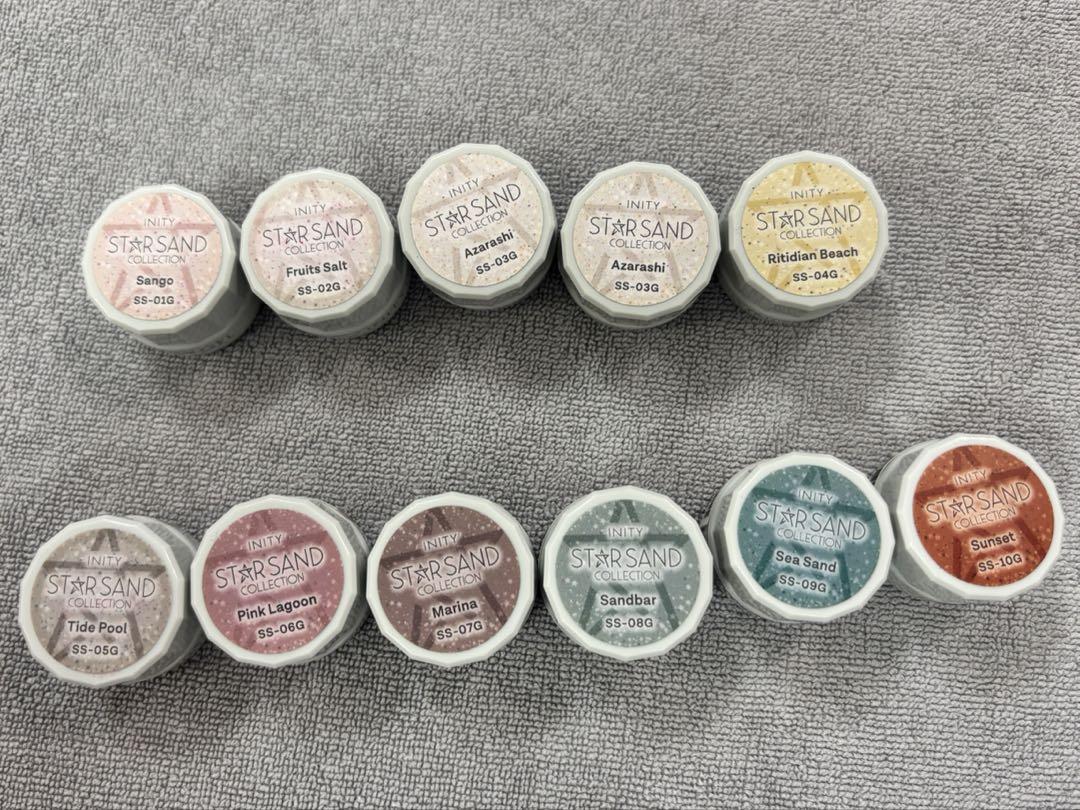 INITY
STAR SAND
COLLECTION
Sango
SS-01G
INITY
STAR SAND
COLLECTION
Fruits Salt
SS-02G
INITY
STAR SAND
COLLECTION
Azarashi
SS-03G
INITY
STAR SAND
COLLECTION
Azarashi
SS-03G
INITY
STAR SAND
COLLECTION
Ritidian Beach
SS-04G
INITY
STAR SAND
COLLECTION
Tide Pool
SS-05G
INITY
STAR SAND
COLLECTION
Pink Lagoon
SS-06G
INITY
STAR SAND
COLLECTION
Marina
SS-07G
INITY
STAR SAND
COLLECTION
Sandbar
SS-08G
INITY
STAR SAND
COLLECTION
Sea Sand
SS-09G
INITY
STAR SAND
COLLECTION
Sunset
SS-10G